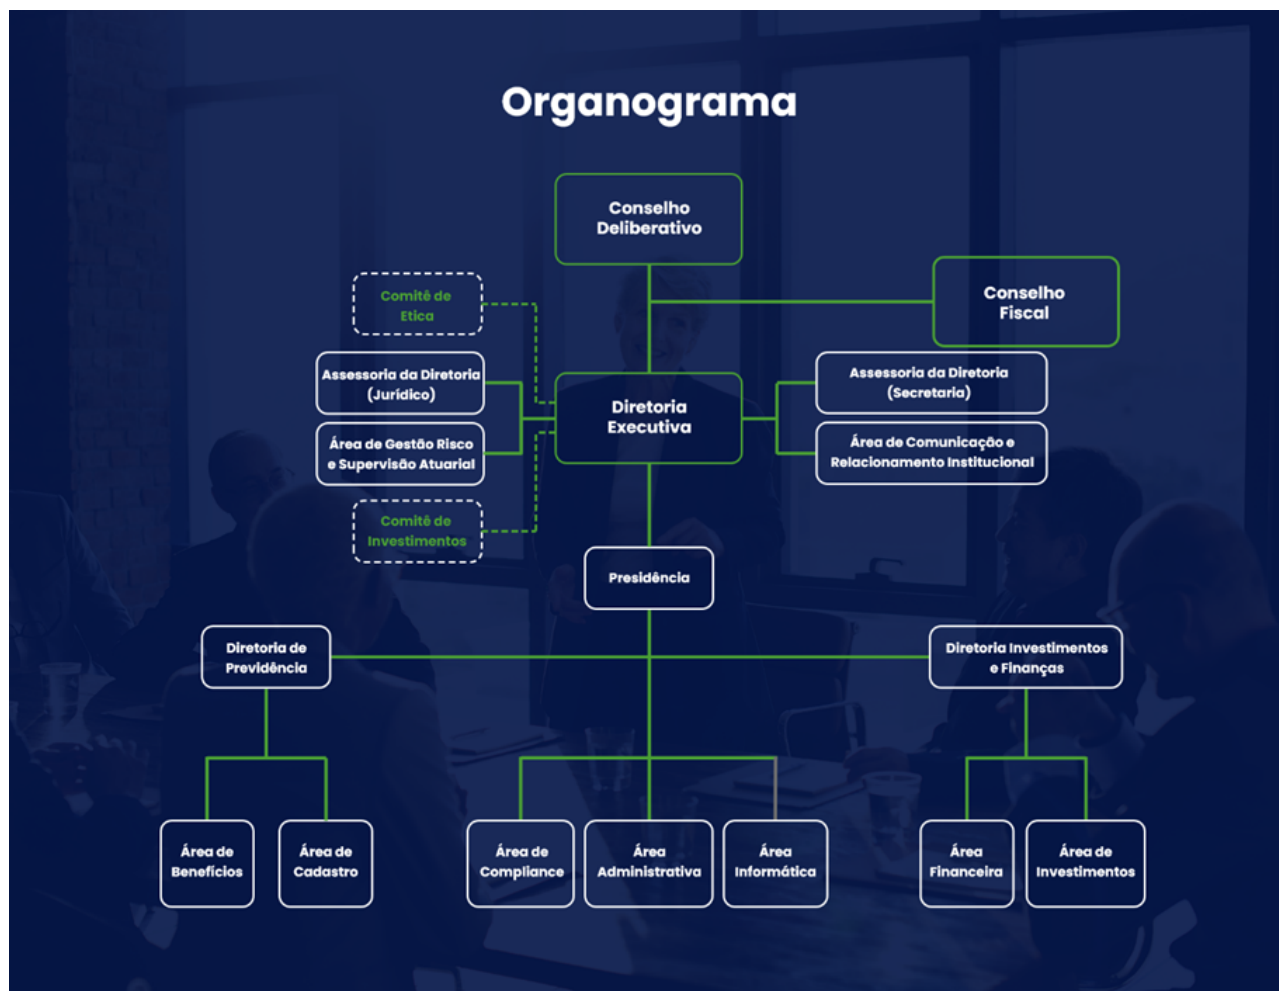 Organograma
Conselho
Deliberativo
Conselho
Fiscal
Comitê de
Etica
Assessoria da Diretoria
(Jurídico)
Diretoria
Executiva
Assessoria da Diretoria
(Secretaria)
Área de Gestão Risco
e Supervisão Atuarial
Área de Comunicação e
Relacionamento Institucional
Comitê de
Investimentos
Presidência
Diretoria de
Previdência
Diretoria Investimentos
e Finanças
Área de
Benefícios
Área de
Cadastro
Área de
Compliance
Área
Administrativa
Área
Informática
Área
Financeira
Área de
Investimentos